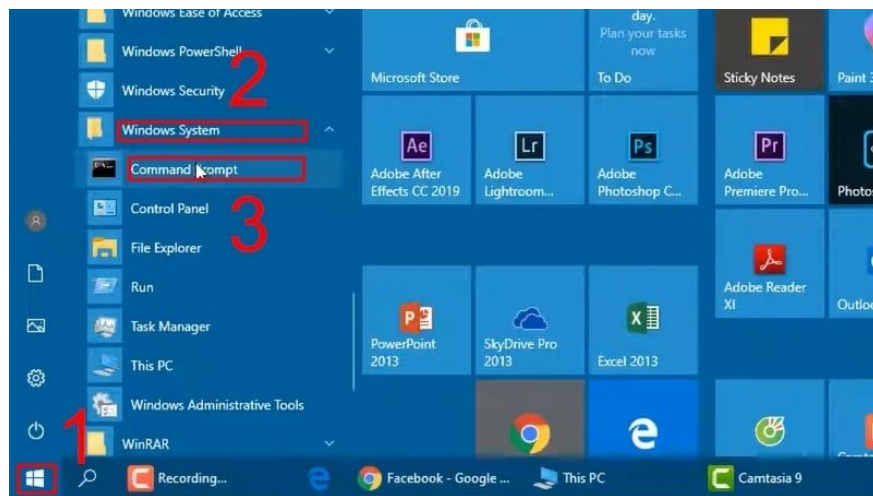 Windows Ease of Access
Windows PowerShell
2
Windows Security
Windows System
Command Prompt
Control Panel
3
File Explorer
Run
Task Manager
This PC
Windows Administrative Tools
1
WinRAR
Microsoft Store
day.
Plan your tasks
now
To Do
Sticky Notes
Paint 3
Ae
Adobe After
Effects CC 2019
Lr
Adobe
Lightroom...
Ps
Adobe
Photoshop C...
Pr
Adobe
Premiere Pro...
Photos
Adobe Reader
XI
Outloo
PowerPoint
2013
SkyDrive Pro
2013
Excel 2013
Recording...
Facebook - Google ...
This PC
Camtasia 9